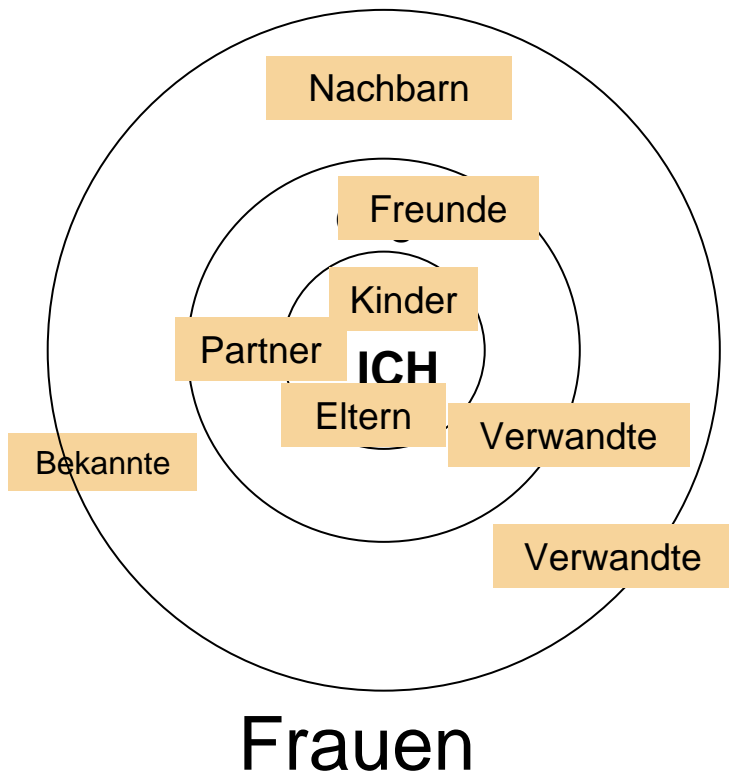 Nachbarn
Freunde
Kinder
Partner
ICH
Eltern
Verwandte
Bekannte
Verwandte
Frauen